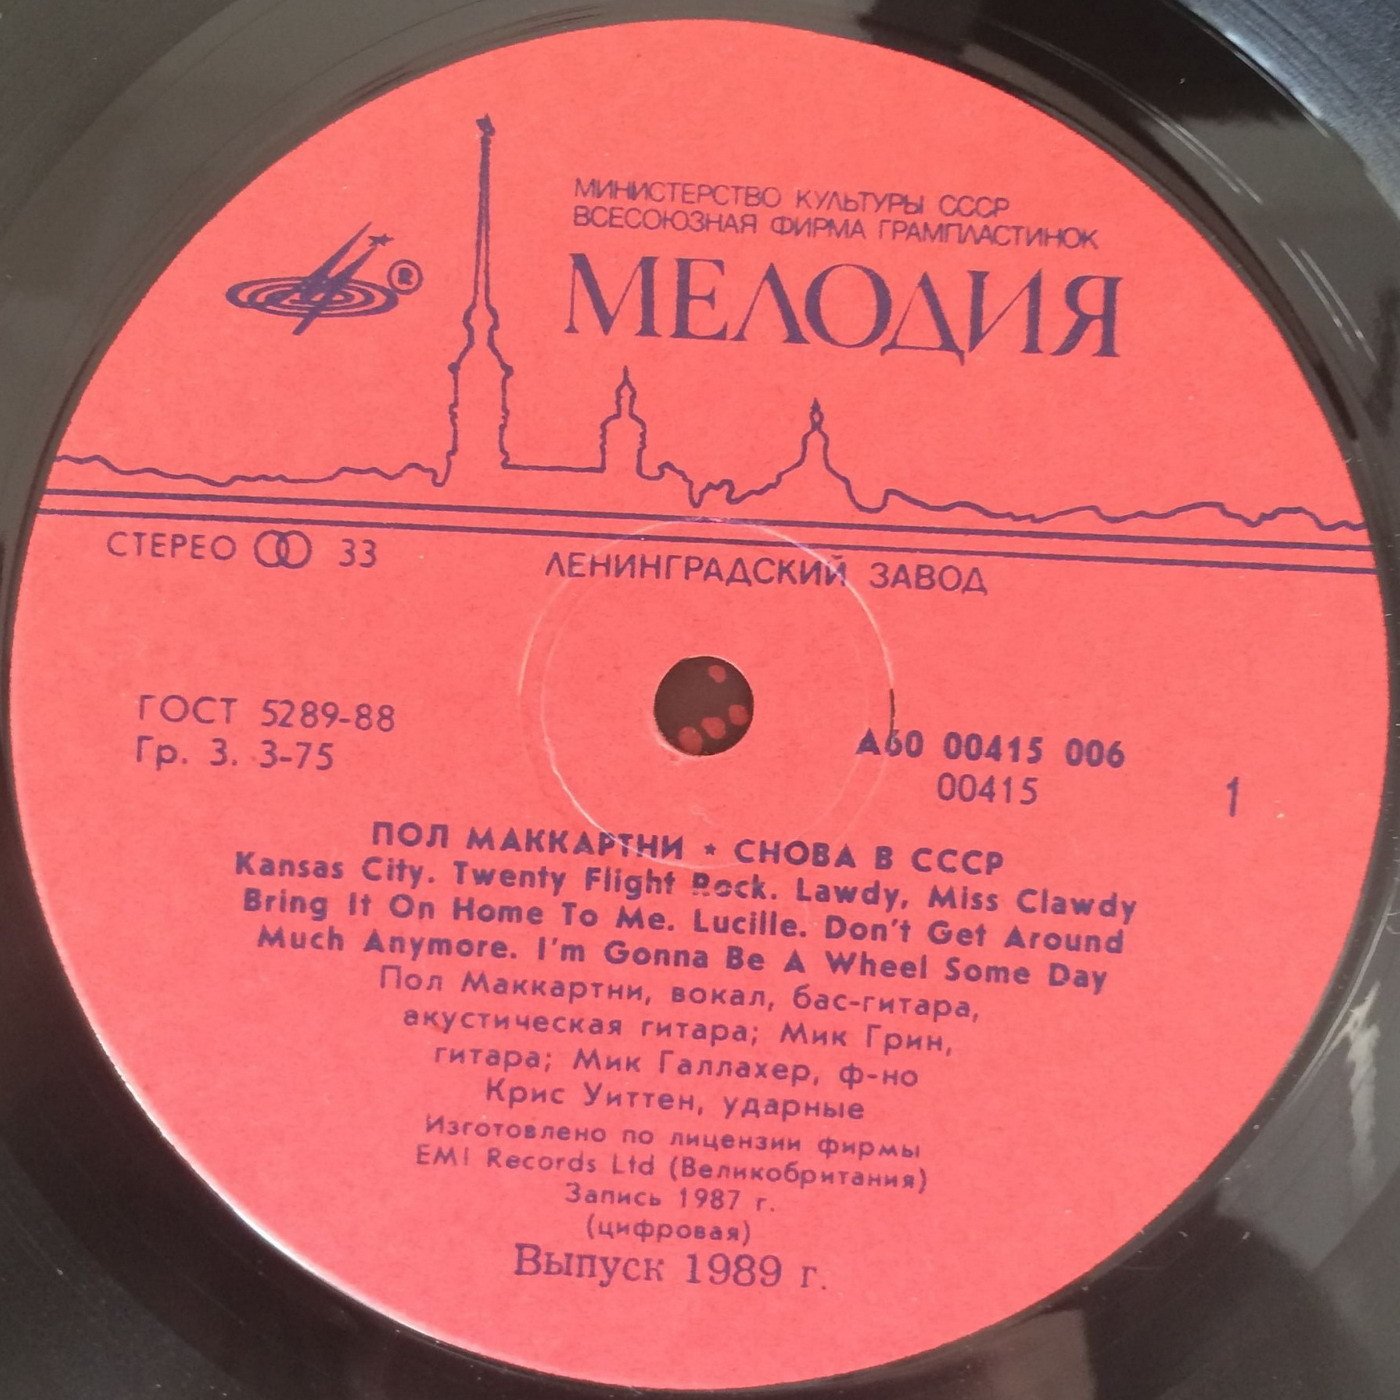 МИНИСТЕРСТВО КУЛЬТУРЫ СССР
ВСЕСОЮЗНАЯ ФИРМА ГРАМПЛАСТИНОК
МЕЛОДИЯ
®
СТЕРЕО 33
ЛЕНИНГРАДСКИЙ ЗАВОД
ГОСТ 5289-88
Гр. 3. 3-75
А60 00415 006
00415
1
ПОЛ МАККАРТНИ ★ СНОВА В СССР
Kansas City. Twenty Flight Rock. Lawdy, Miss Clawdy
Bring It On Home To Me. Lucille. Don't Get Around
Much Anymore. I'm Gonna Be A Wheel Some Day
Пол Маккартни, вокал, бас-гитара,
акустическая гитара; Мик Грин,
гитара; Мик Галлахер, ф-но
Крис Уиттен, ударные
Изготовлено по лицензии фирмы
EMI Records Ltd (Великобритания)
Запись 1987 г.
(цифровая)
Выпуск 1989 г.